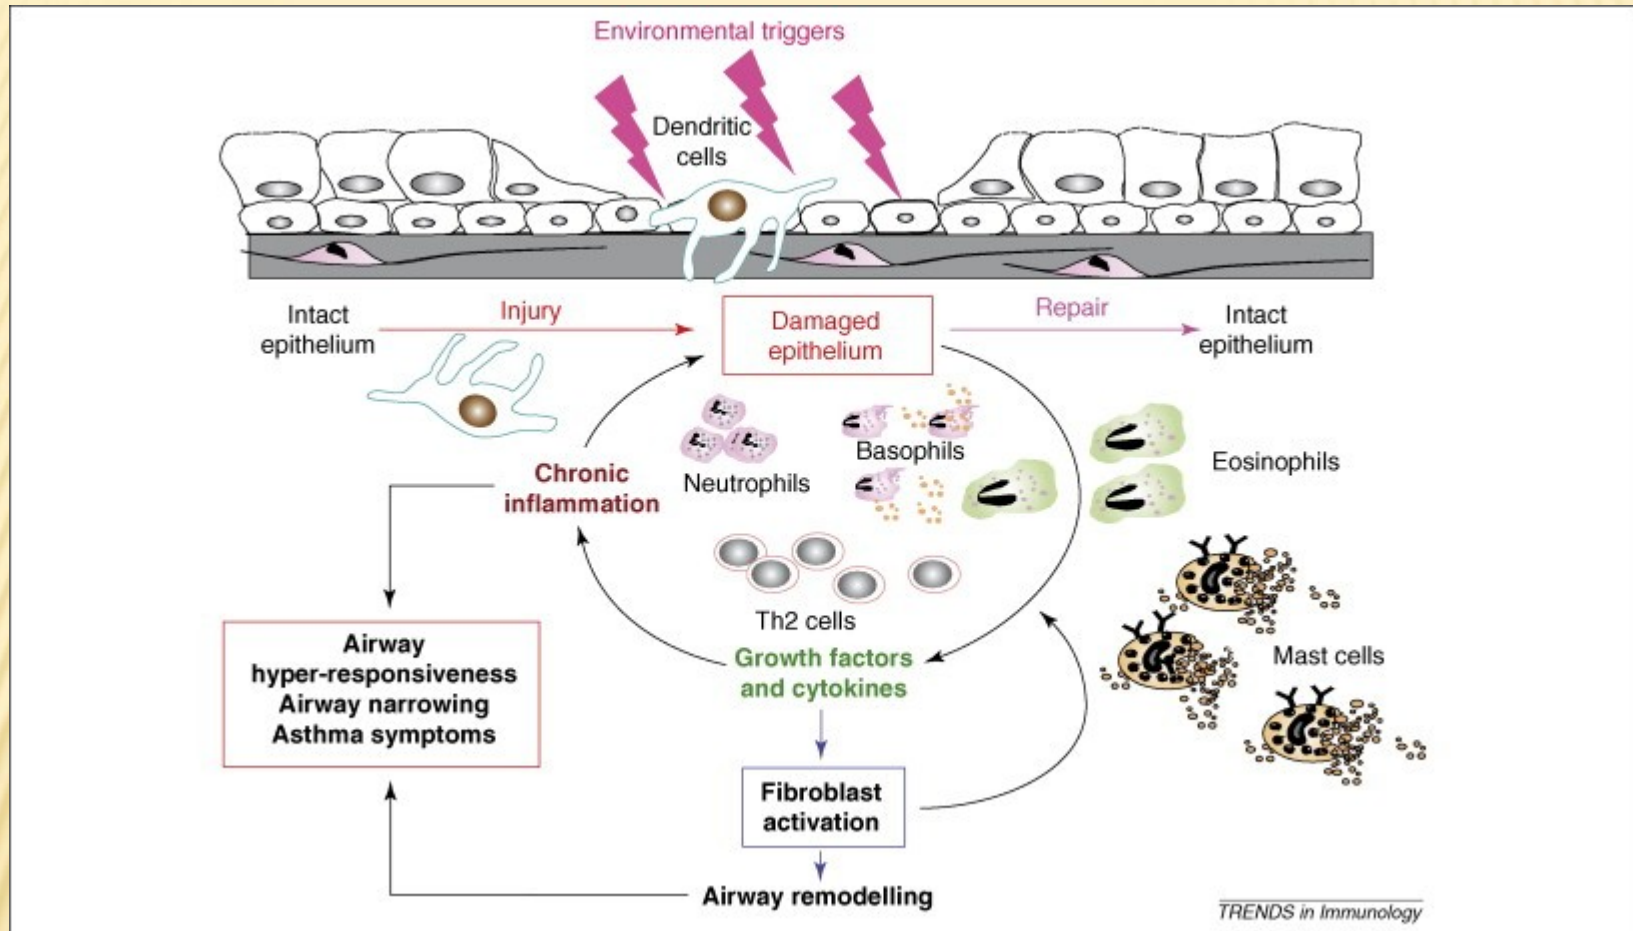 Environmental triggers
Dendritic
cells
Intact
epithelium
Injury
Damaged
epithelium
Repair
Intact
epithelium
Neutrophils
Basophils
Eosinophils
Chronic
inflammation
Th2 cells
Growth factors
and cytokines
Mast cells
Airway
hyper-responsiveness
Airway narrowing
Asthma symptoms
Fibroblast
activation
Airway remodelling
TRENDS in Immunology